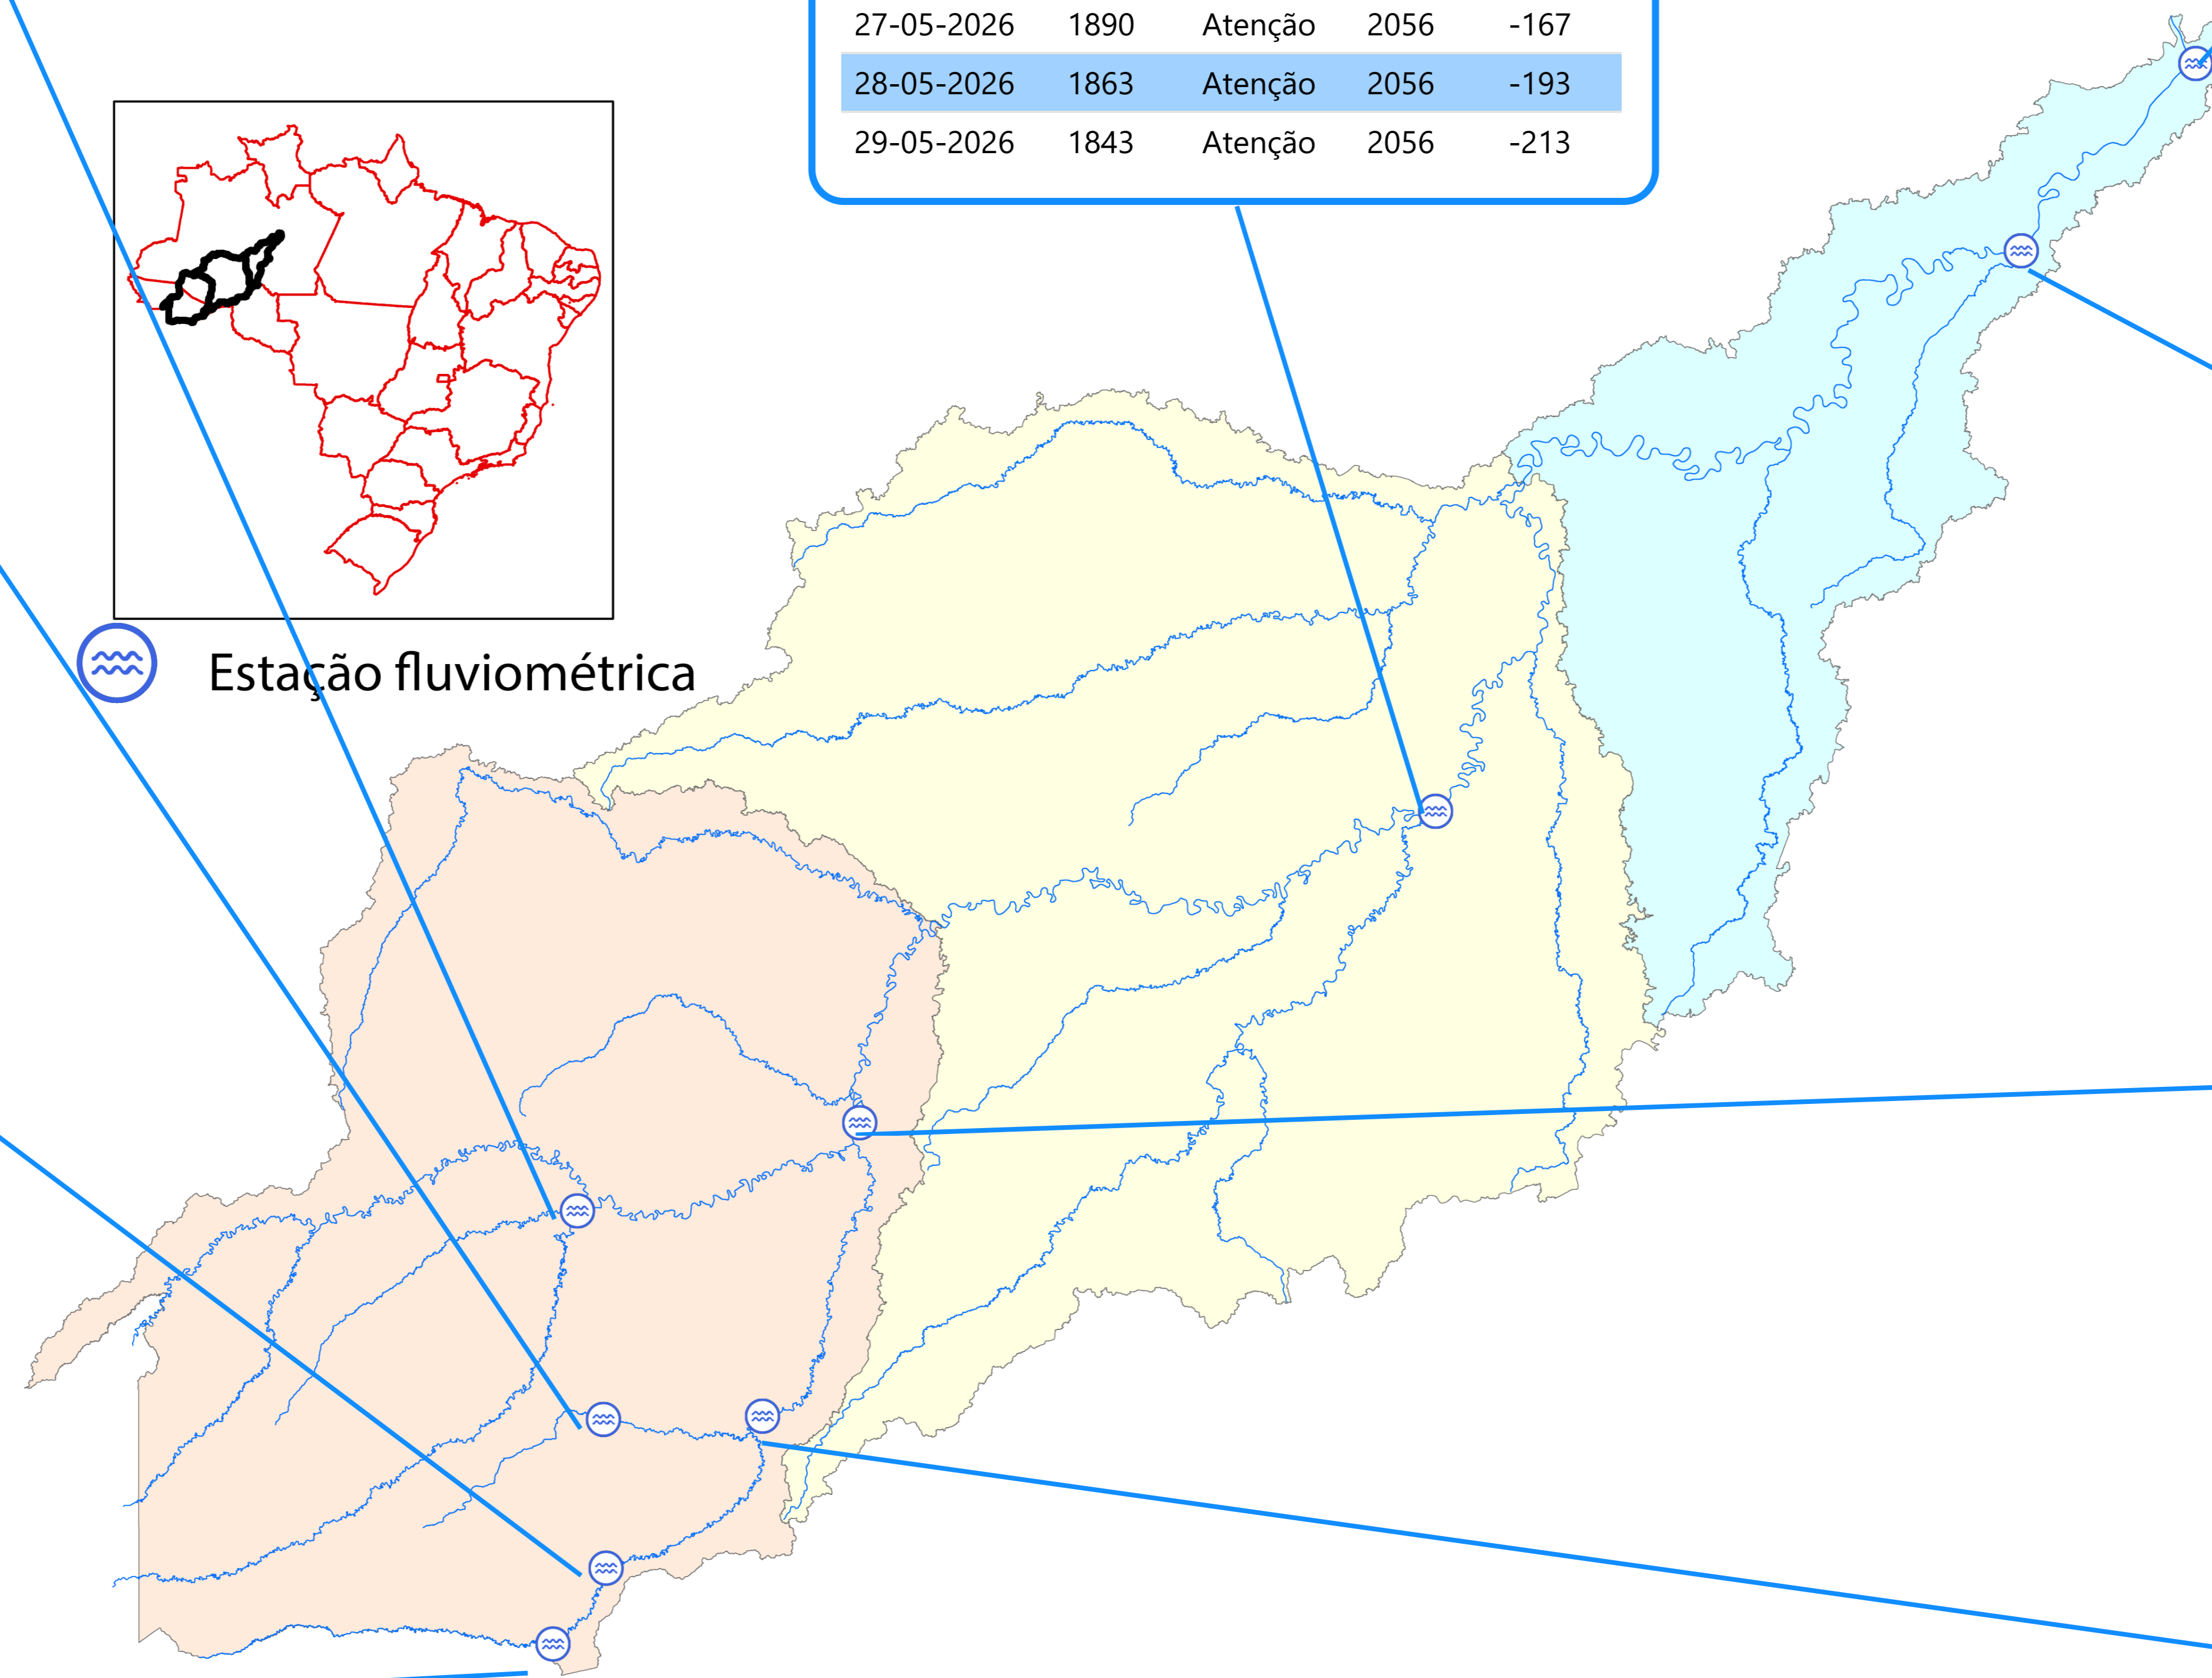 27-05-2026 1890 Atenção 2056 -167
28-05-2026 1863 Atenção 2056 -193
29-05-2026 1843 Atenção 2056 -213
Estação fluviométrica